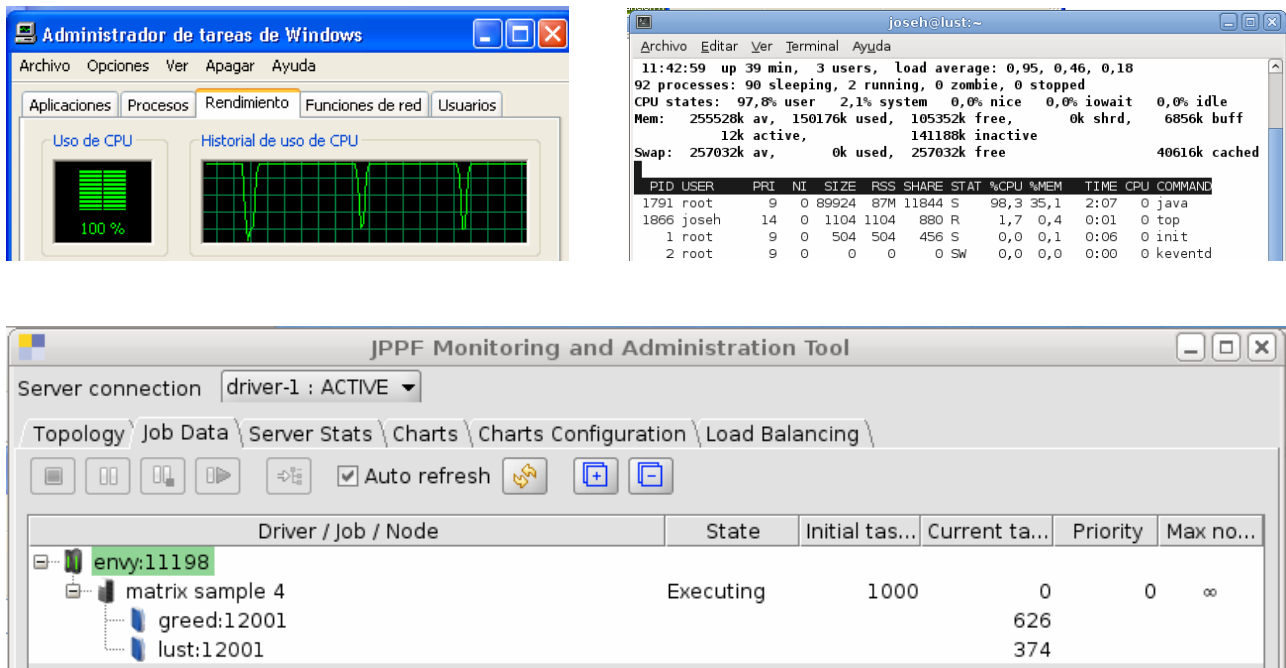 Administrador de tareas de Windows
Archivo Opciones Ver Apagar Ayuda
Aplicaciones Procesos Rendimiento Funciones de red Usuarios
Uso de CPU Historial de uso de CPU
100 %
joseh@lust:~
Archivo Editar Ver Terminal Ayuda
11:42:59 up 39 min, 3 users, load average: 0,95, 0,46, 0,18
92 processes: 90 sleeping, 2 running, 0 zombie, 0 stopped
CPU states: 97,8% user 2,1% system 0,0% nice 0,0% iowait 0,0% idle
Mem: 255528k av, 150176k used, 105352k free, 0k shrd, 6856k buff
12k active, 141188k inactive
Swap: 257032k av, 0k used, 257032k free 40616k cached
PID USER PRI NI SIZE RSS SHARE STAT %CPU %MEM TIME CPU COMMAND
1791 root 9 0 89924 87M 11844 S 98,3 35,1 2:07 0 java
1866 joseh 14 0 1104 1104 880 R 1,7 0,4 0:01 0 top
1 root 9 0 504 504 456 S 0,0 0,1 0:06 0 init
2 root 9 0 0 0 0 SW 0,0 0,0 0:00 0 keventd
JPPF Monitoring and Administration Tool
Server connection driver-1 : ACTIVE
Topology Job Data Server Stats Charts Charts Configuration Load Balancing
Auto refresh
Driver / Job / Node State Initial tas... Current ta... Priority Max no...
envy:11198
matrix sample 4 Executing 1000 0 0 ∞
greed:12001 626
lust:12001 374